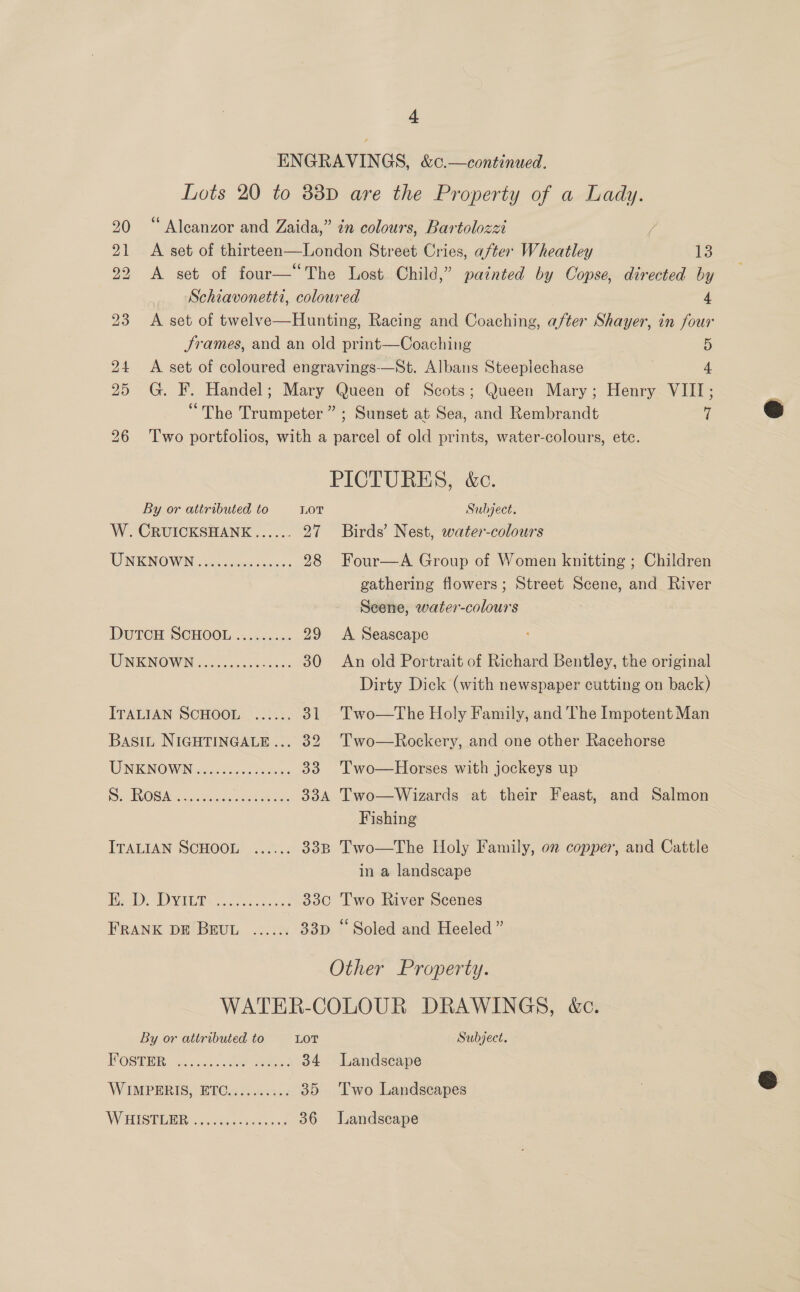 4
ENGRAVINGS, &c.—continued.
Lots 20 to 33D are the Property of a Lady.
20 “Alcanzor and Zaida,” in colours, Bartolozzi
21 A set of thirteen—London Street Cries, after Wheatley 13
22 A set of four—“The Lost Child,” painted by Copse, directed by
Schiavonetti, coloured 4
23 A set of twelve—Hunting, Racing and Coaching, after Shayer, in four
frames, and an old print—Coaching 5
24 A set of coloured engravings—St. Albans Steeplechase 4
25 G. F. Handel; Mary Queen of Scots; Queen Mary; Henry VIII;
“The Trumpeter”; Sunset at Sea, and Rembrandt 7
26 Two portfolios, with a parcel of old prints, water-colours, etc.
PICTURES, &c.
By or attributed to LOT Subject.
W. CRUICKSHANK...... 27 Birds’ Nest, water-colours
UNKNOWN............... 28 Four—A Group of Women knitting; Children
gathering flowers; Street Scene, and River
Scene, water-colours
DUTCH SCHOOL......... 29 A Seascape
UNKNOWN............... 30 An old Portrait of Richard Bentley, the original
Dirty Dick (with newspaper cutting on back)
ITALIAN SCHOOL ...... 31 Two—The Holy Family, and The Impotent Man
BASIL NIGHTINGALE... 32 Two—Rockery, and one other Racehorse
UNKNOWN............... 33 Two—Horses with jockeys up
S. ROSA.................. 33A Two—Wizards at their Feast, and Salmon
Fishing
ITALIAN SCHOOL ...... 33B Two—The Holy Family, on copper, and Cattle
in a landscape
E. D. DYILT ............ 33C Two River Scenes
FRANK DE BEUL ...... 33D “Soled and Heeled”
Other Property.
WATER-COLOUR DRAWINGS, &c.
By or attributed to LOT Subject.
FOSTER .................. 34 Landscape
WIMPERIS, ETC.......... 35 Two Landscapes
WHISTLER............... 36 Landscape